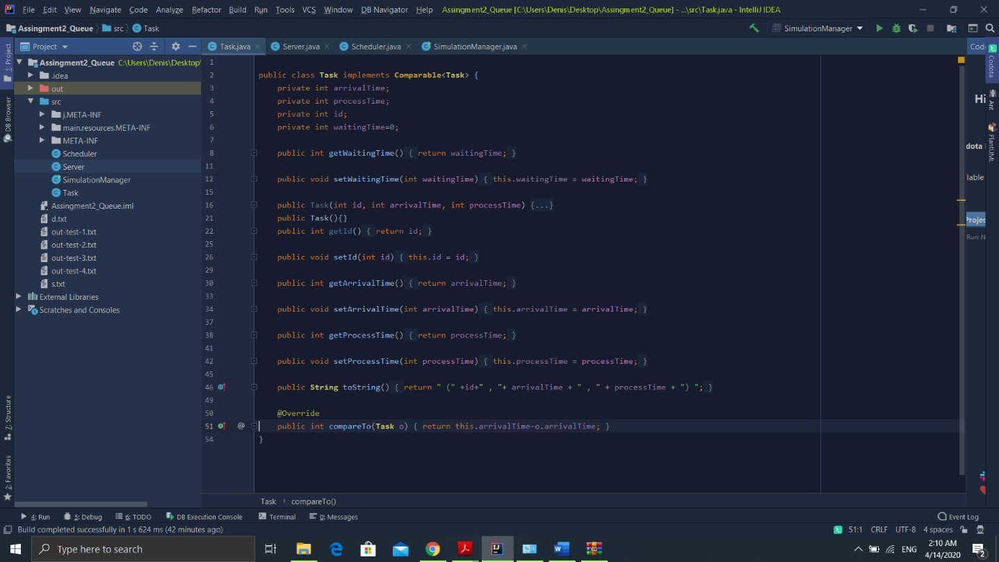 File Edit View Navigate Code Analyze Refactor Build Run Tools VCS Window DB Navigator Help Assingment2_Queue [C:\Users\Denis\Desktop\Assingment2_Queue] - ...\src\Task.java - IntelliJ IDEA
Assingment2_Queue src Task SimulationManager
Project Task.java Server.java Scheduler.java SimulationManager.java
1: Project
DB Browser
7: Structure
2: Favorites
Assingment2_Queue C:\Users\Denis\Desktop\
.idea
out
src
j.META-INF
main.resources.META-INF
META-INF
Scheduler
Server
SimulationManager
Task
Assingment2_Queue.iml
d.txt
out-test-1.txt
out-test-2.txt
out-test-3.txt
out-test-4.txt
s.txt
External Libraries
Scratches and Consoles
1
2 public class Task implements Comparable<Task> {
3 private int arrivalTime;
4 private int processTime;
5 private int id;
6 private int waitingTime=0;
7
8 public int getWaitingTime() { return waitingTime; }
11
12 public void setWaitingTime(int waitingTime) { this.waitingTime = waitingTime; }
15
16 public Task(int id, int arrivalTime, int processTime) {...}
21 public Task(){}
22 public int getId() { return id; }
25
26 public void setId(int id) { this.id = id; }
29
30 public int getArrivalTime() { return arrivalTime; }
33
34 public void setArrivalTime(int arrivalTime) { this.arrivalTime = arrivalTime; }
37
38 public int getProcessTime() { return processTime; }
41
42 public void setProcessTime(int processTime) { this.processTime = processTime; }
45
46 public String toString() { return " (" +id+" , "+ arrivalTime + " , " + processTime + ") "; }
49
50 @Override
51 @ public int compareTo(Task o) { return this.arrivalTime-o.arrivalTime; }
54 }
Task › compareTo()
Hi
dota
lable
Projec
Run: N
Codota
Ant
PlantUML
4: Run 5: Debug 6: TODO DB Execution Console Terminal 0: Messages Event Log
Build completed successfully in 1 s 624 ms (42 minutes ago) 51:1 CRLF UTF-8 4 spaces
Type here to search
ENG
2:10 AM
4/14/2020
2